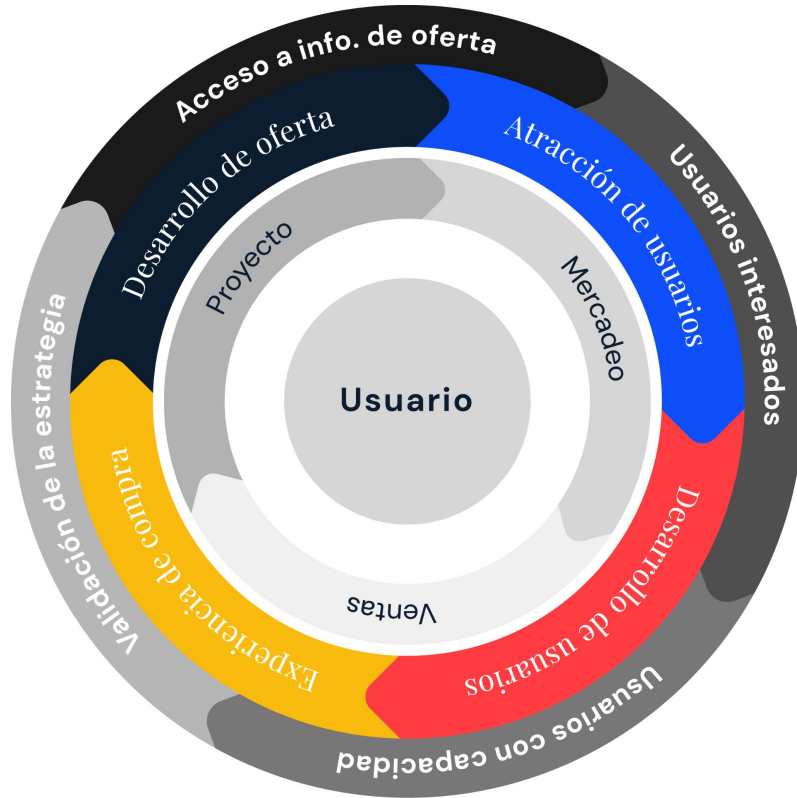 Acceso a info. de oferta
Usuarios interesados
Usuarios con capacidad
Validación de la estrategia
Desarrollo de oferta
Atracción de usuarios
Desarrollo de usuarios
Experiencia de compra
Proyecto
Mercadeo
Ventas
Usuario